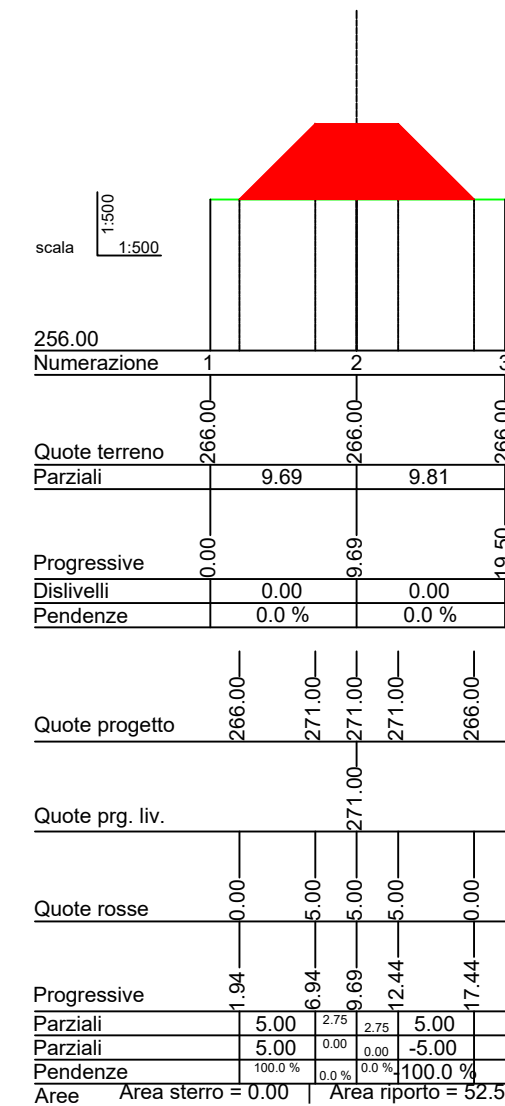 1:500
scala 1:500
256.00
Numerazione 1 2 3
Quote terreno 266.00 266.00 266.00
Parziali 9.69 9.81
Progressive 0.00 9.69 19.50
Dislivelli 0.00 0.00
Pendenze 0.0 % 0.0 %
Quote progetto 266.00 271.00 271.00 271.00 266.00
Quote prg. liv. 271.00
Quote rosse 0.00 5.00 5.00 5.00 0.00
Progressive 1.94 6.94 9.69 12.44 17.44
Parziali 5.00 2.75 2.75 5.00
Parziali 5.00 0.00 0.00 -5.00
Pendenze 100.0 % 0.0 % 0.0 % -100.0 %
Aree Area sterro = 0.00 | Area riporto = 52.5